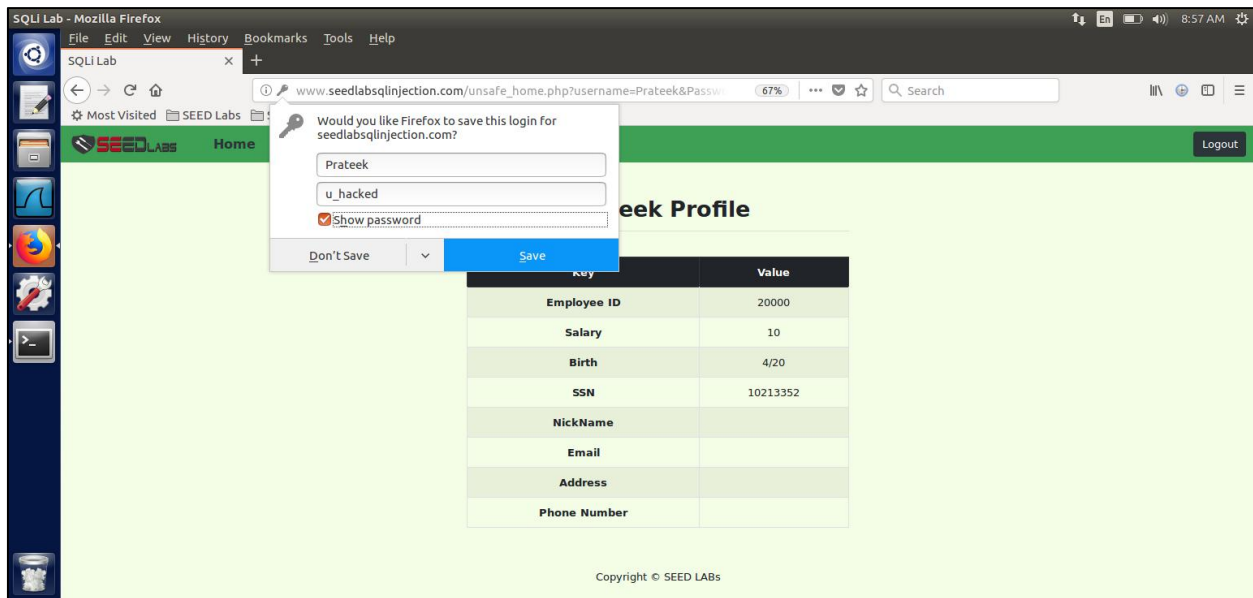 SQLi Lab - Mozilla Firefox
En 8:57 AM
File Edit View History Bookmarks Tools Help
SQLi Lab
www.seedlabsqlinjection.com/unsafe_home.php?username=Prateek&Passw 67% Search
Most Visited SEED Labs
Would you like Firefox to save this login for
seedlabsqlinjection.com?
Prateek
u_hacked
Show password
Don't Save Save
SEEDLABS Home Logout
eek Profile
Key Value
Employee ID 20000
Salary 10
Birth 4/20
SSN 10213352
NickName
Email
Address
Phone Number
Copyright © SEED LABs